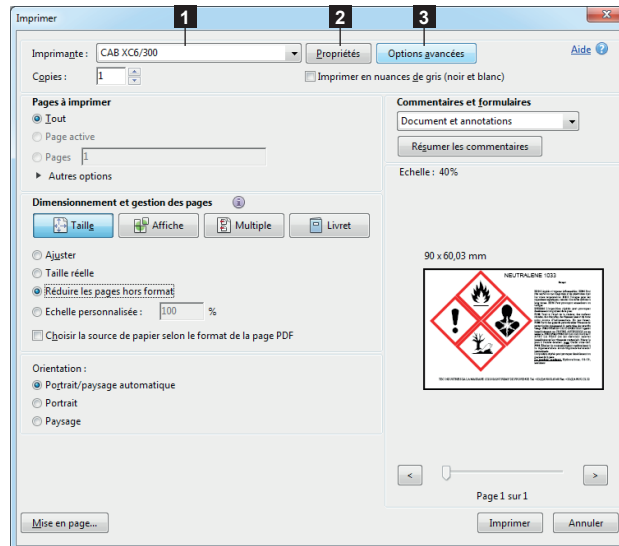 1 2 3
Imprimer
Imprimante : CAB XC6/300 Propriétés Options avancées Aide
Copies : 1 Imprimer en nuances de gris (noir et blanc)
Pages à imprimer
Tout
Page active
Pages 1
Autres options
Dimensionnement et gestion des pages
Taille Affiche Multiple Livret
Ajuster
Taille réelle
Réduire les pages hors format
Echelle personnalisée : 100 %
Choisir la source de papier selon le format de la page PDF
Orientation :
Portrait/paysage automatique
Portrait
Paysage
Commentaires et formulaires
Document et annotations
Résumer les commentaires
Echelle : 40%
90 x 60,03 mm
NEUTRALENE 1033
< >
Page 1 sur 1
Mise en page... Imprimer Annuler